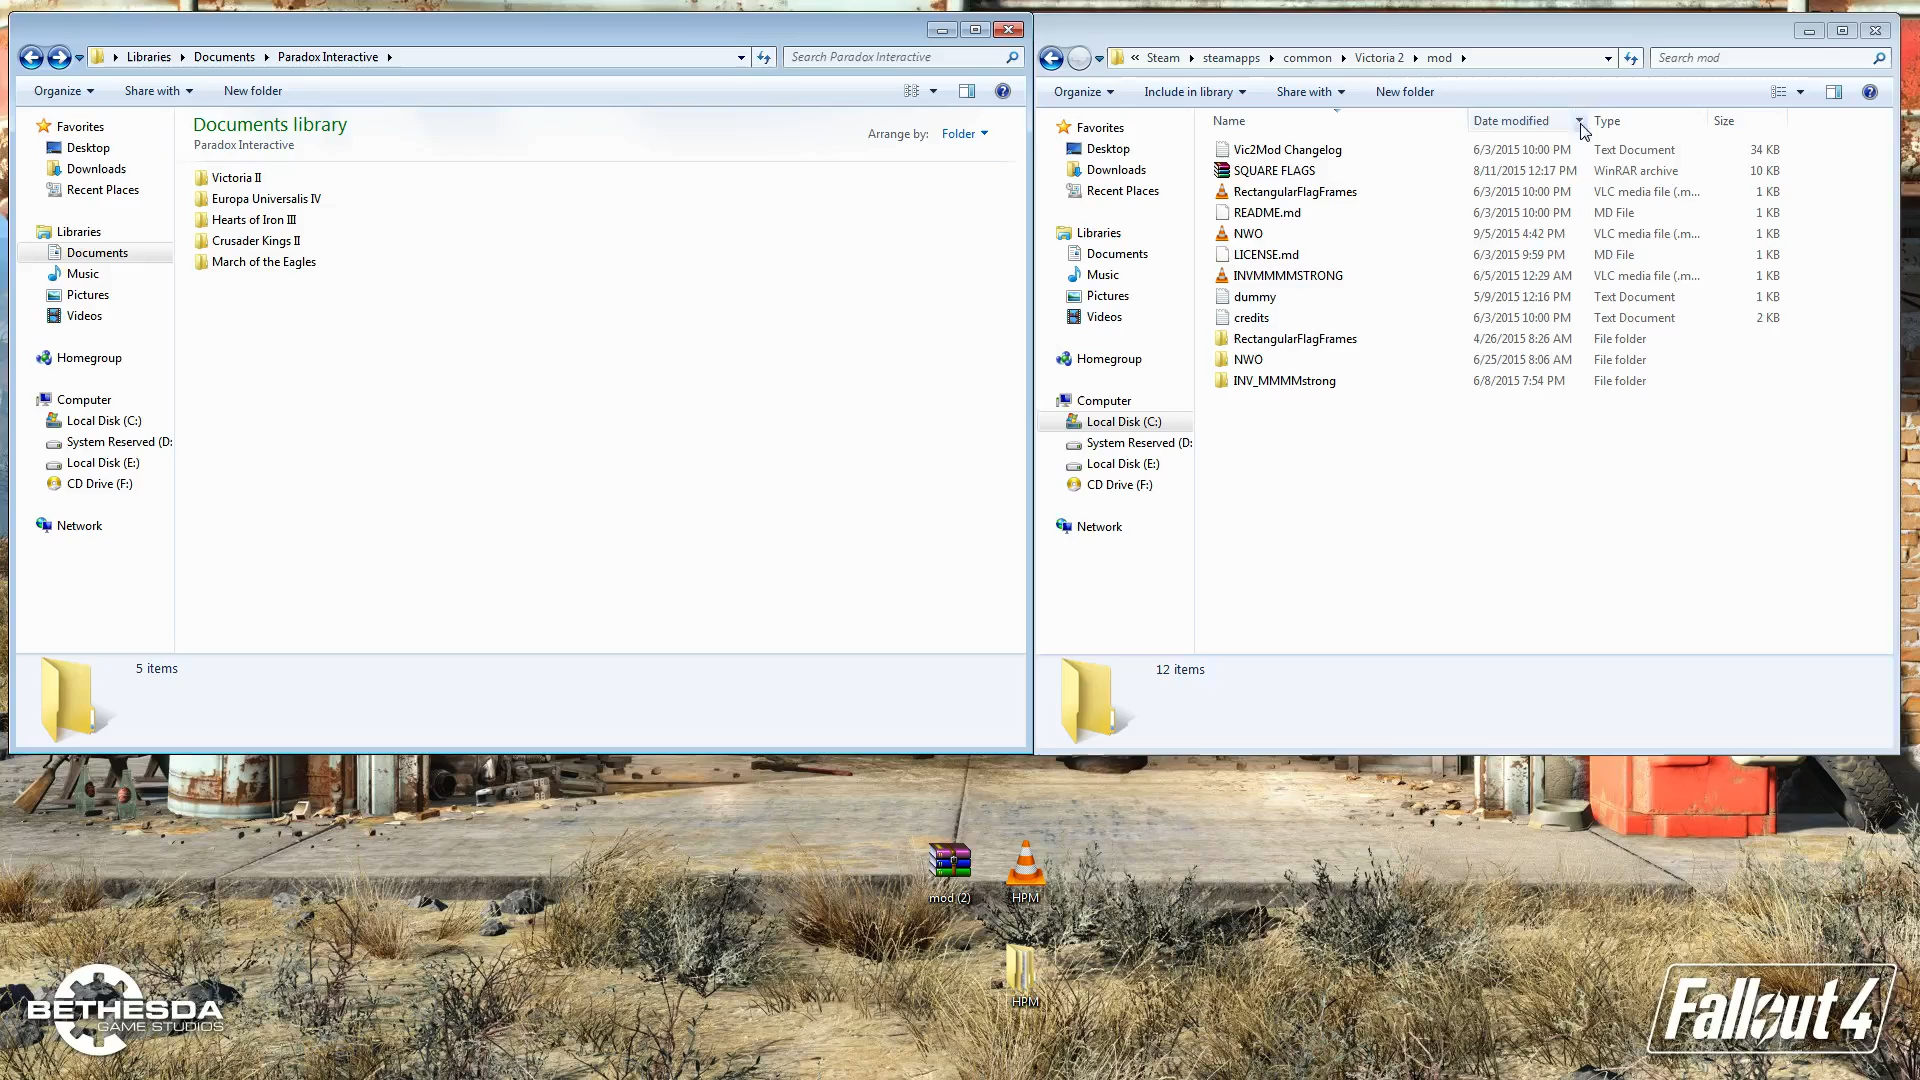 Libraries Documents Paradox Interactive
Search Paradox Interactive
Organize Share with New folder
Favorites
Desktop
Downloads
Recent Places
Libraries
Documents
Music
Pictures
Videos
Homegroup
Computer
Local Disk (C:)
System Reserved (D:
Local Disk (E:)
CD Drive (F:)
Network
Documents library
Paradox Interactive
Arrange by: Folder
Victoria II
Europa Universalis IV
Hearts of Iron III
Crusader Kings II
March of the Eagles
5 items
« Steam steamapps common Victoria 2 mod
Search mod
Organize Include in library Share with New folder
Favorites
Desktop
Downloads
Recent Places
Libraries
Documents
Music
Pictures
Videos
Homegroup
Computer
Local Disk (C:)
System Reserved (D:
Local Disk (E:)
CD Drive (F:)
Network
Name Date modified Type Size
Vic2Mod Changelog 6/3/2015 10:00 PM Text Document 34 KB
SQUARE FLAGS 8/11/2015 12:17 PM WinRAR archive 10 KB
RectangularFlagFrames 6/3/2015 10:00 PM VLC media file (.m... 1 KB
README.md 6/3/2015 10:00 PM MD File 1 KB
NWO 9/5/2015 4:42 PM VLC media file (.m... 1 KB
LICENSE.md 6/3/2015 9:59 PM MD File 1 KB
INVMMMMSTRONG 6/5/2015 12:29 AM VLC media file (.m... 1 KB
dummy 5/9/2015 12:16 PM Text Document 1 KB
credits 6/3/2015 10:00 PM Text Document 2 KB
RectangularFlagFrames 4/26/2015 8:26 AM File folder
NWO 6/25/2015 8:06 AM File folder
INV_MMMMstrong 6/8/2015 7:54 PM File folder
12 items
mod (2) HPM
HPM
BETHESDA
GAME STUDIOS
Fallout 4